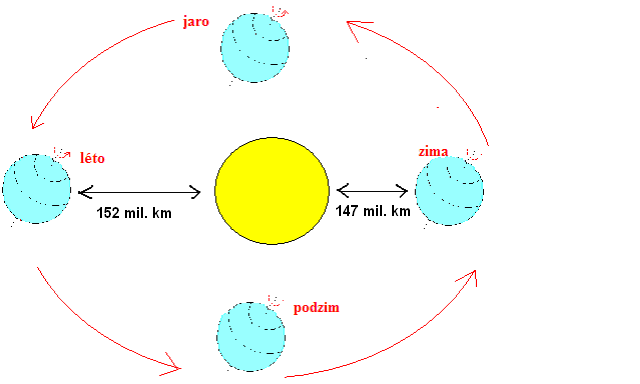 jaro
zima
léto
152 mil. km
147 mil. km
podzim